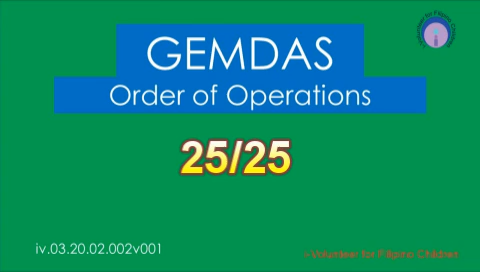 GEMDAS
Order of Operations
25/25
iv.03.20.02.002v001
i-Volunteer for Filipino Children